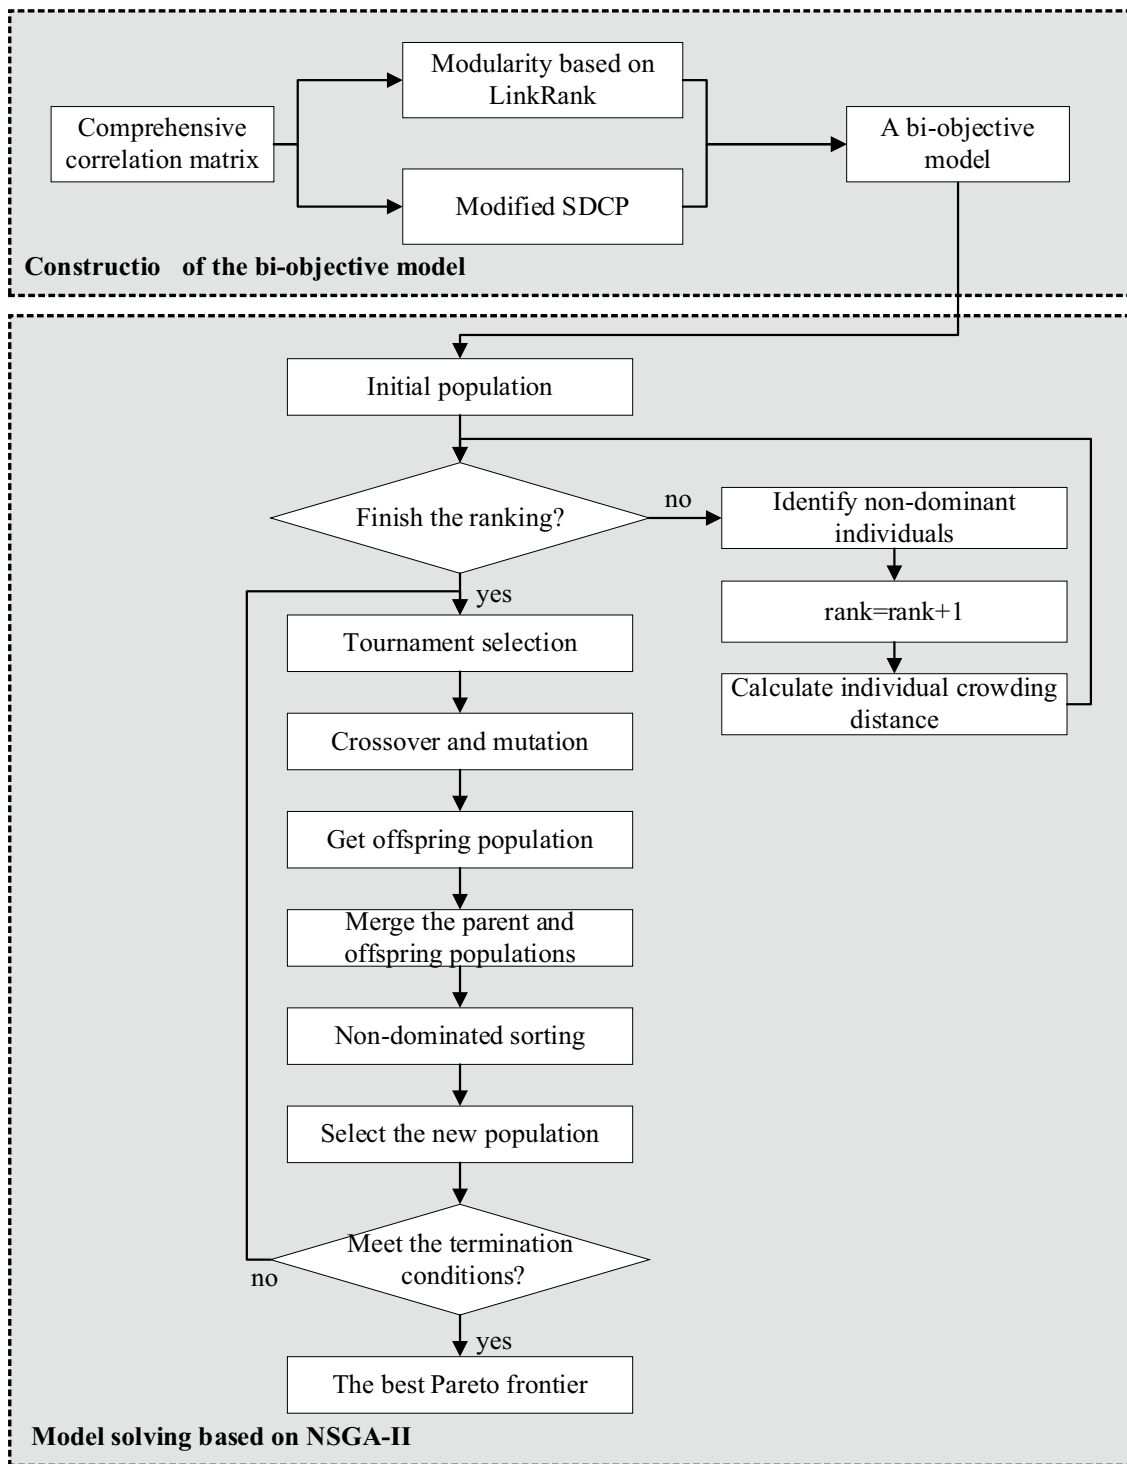 Modularity based on
LinkRank
Comprehensive
correlation matrix
A bi-objective
model
Modified SDCP
Constructio of the bi-objective model
Initial population
Finish the ranking?
no
Identify non-dominant
individuals
yes
rank=rank+1
Tournament selection
Calculate individual crowding
distance
Crossover and mutation
Get offspring population
Merge the parent and
offspring populations
Non-dominated sorting
Select the new population
Meet the termination
conditions?
no
yes
The best Pareto frontier
Model solving based on NSGA-II